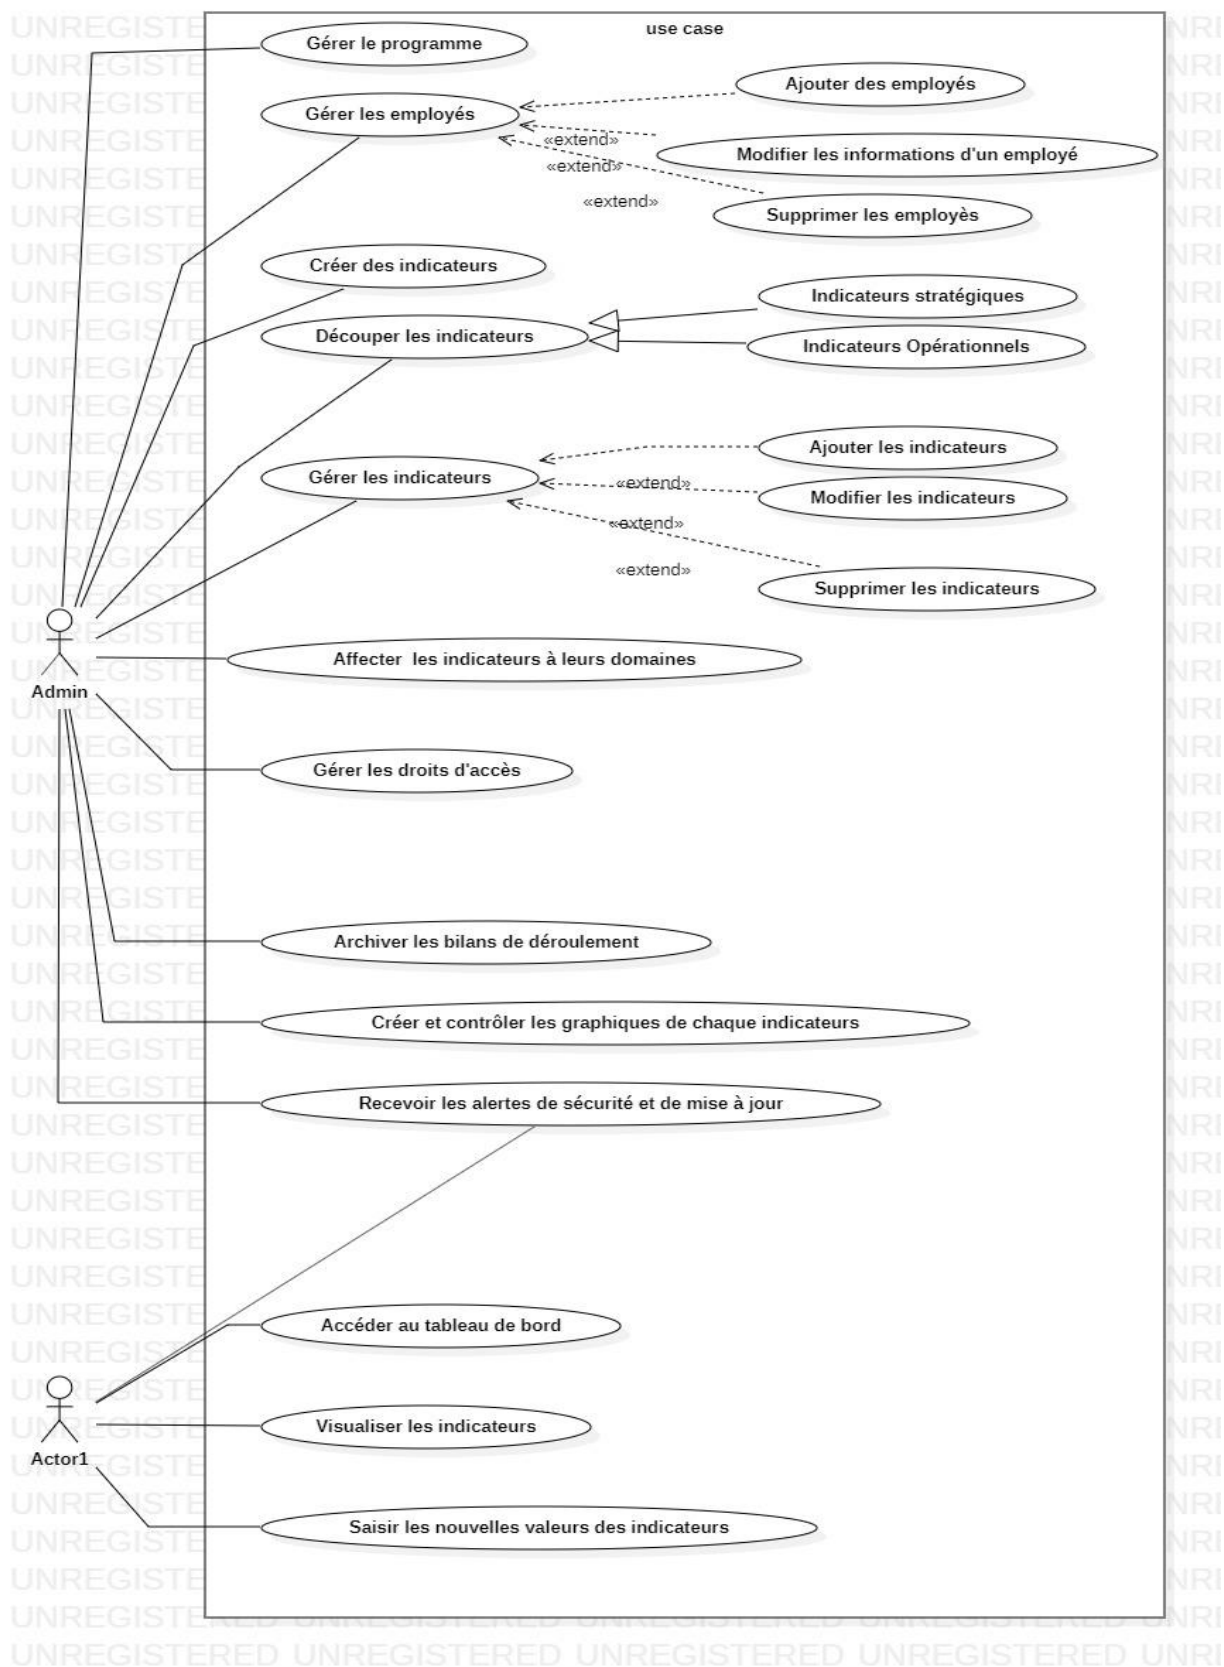 use case
Gérer le programme
Ajouter des employés
Gérer les employés
«extend»
Modifier les informations d'un employé
«extend»
«extend»
Supprimer les employès
Créer des indicateurs
Indicateurs stratégiques
Découper les indicateurs
Indicateurs Opérationnels
Ajouter les indicateurs
Gérer les indicateurs
«extend»
Modifier les indicateurs
«extend»
«extend»
Supprimer les indicateurs
Affecter les indicateurs à leurs domaines
Admin
Gérer les droits d'accès
Archiver les bilans de déroulement
Créer et contrôler les graphiques de chaque indicateurs
Recevoir les alertes de sécurité et de mise à jour
Accéder au tableau de bord
Visualiser les indicateurs
Actor1
Saisir les nouvelles valeurs des indicateurs
UNREGISTERED UNREGISTERED UNREGISTERED UNREGISTERED